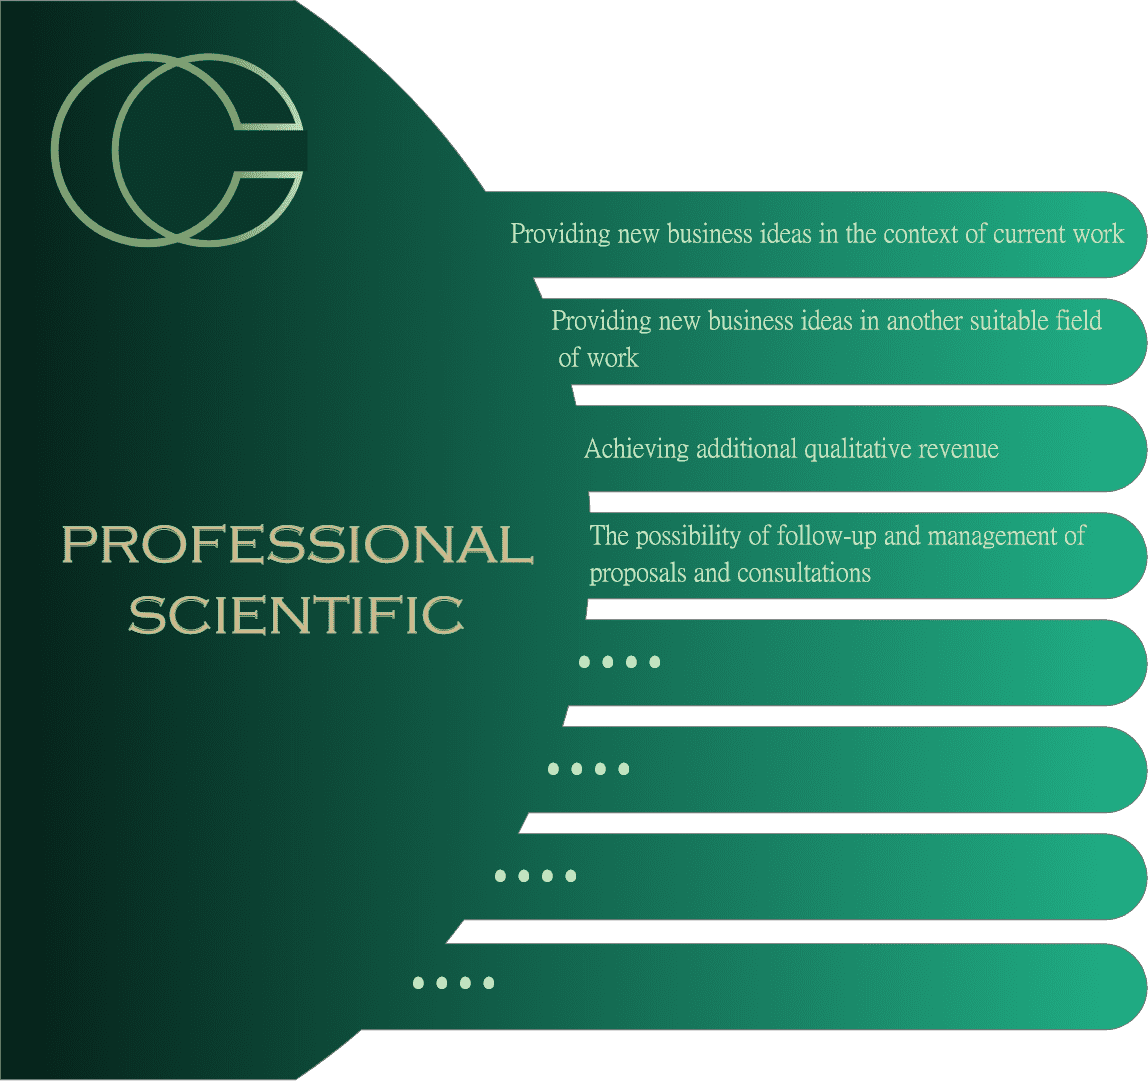 Providing new business ideas in the context of current work
Providing new business ideas in another suitable field
of work
Achieving additional qualitative revenue
The possibility of follow-up and management of
proposals and consultations
PROFESSIONAL
SCIENTIFIC
....
....
....
....